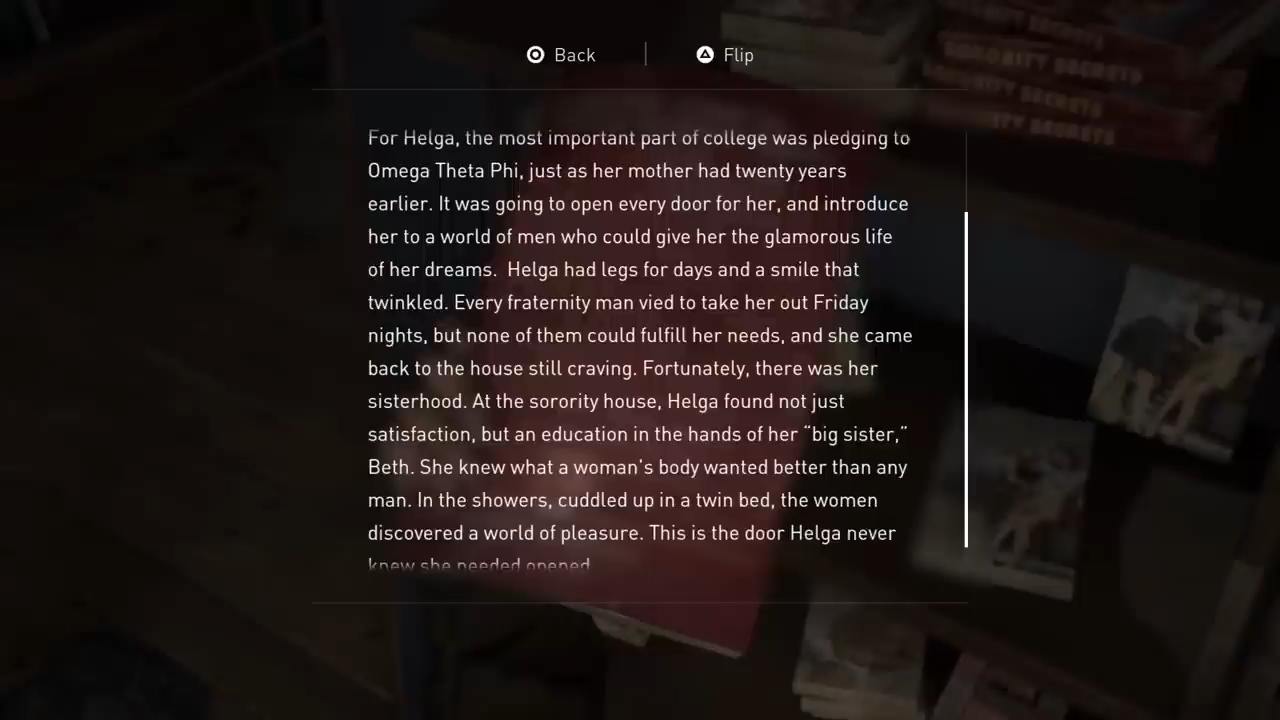 Back
Flip
For Helga, the most important part of college was pledging to
Omega Theta Phi, just as her mother had twenty years
earlier. It was going to open every door for her, and introduce
her to a world of men who could give her the glamorous life
of her dreams.  Helga had legs for days and a smile that
twinkled. Every fraternity man vied to take her out Friday
nights, but none of them could fulfill her needs, and she came
back to the house still craving. Fortunately, there was her
sisterhood. At the sorority house, Helga found not just
satisfaction, but an education in the hands of her “big sister,”
Beth. She knew what a woman's body wanted better than any
man. In the showers, cuddled up in a twin bed, the women
discovered a world of pleasure. This is the door Helga never
knew she needed opened
SORORITY SECRETS
SECRETS
ITY SECRETS